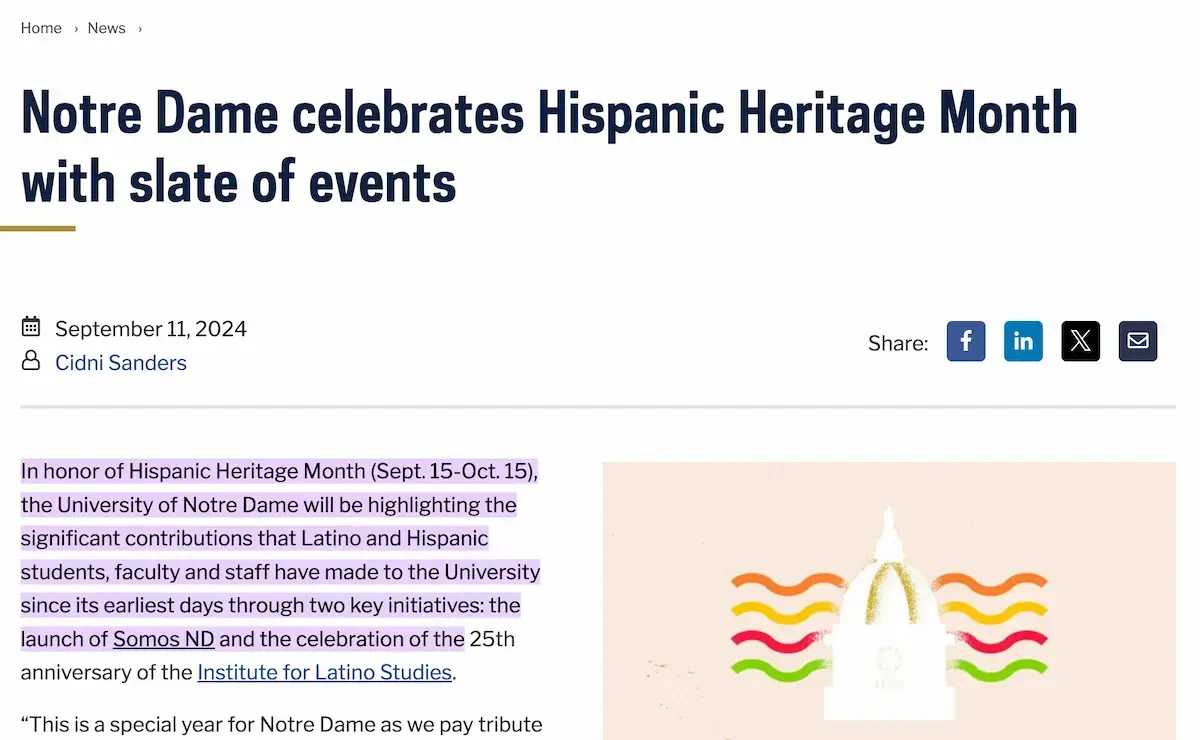 Home › News ›
Notre Dame celebrates Hispanic Heritage Month
with slate of events
September 11, 2024
Cidni Sanders
Share:
In honor of Hispanic Heritage Month (Sept. 15-Oct. 15),
the University of Notre Dame will be highlighting the
significant contributions that Latino and Hispanic
students, faculty and staff have made to the University
since its earliest days through two key initiatives: the
launch of Somos ND and the celebration of the 25th
anniversary of the Institute for Latino Studies.
“This is a special year for Notre Dame as we pay tribute